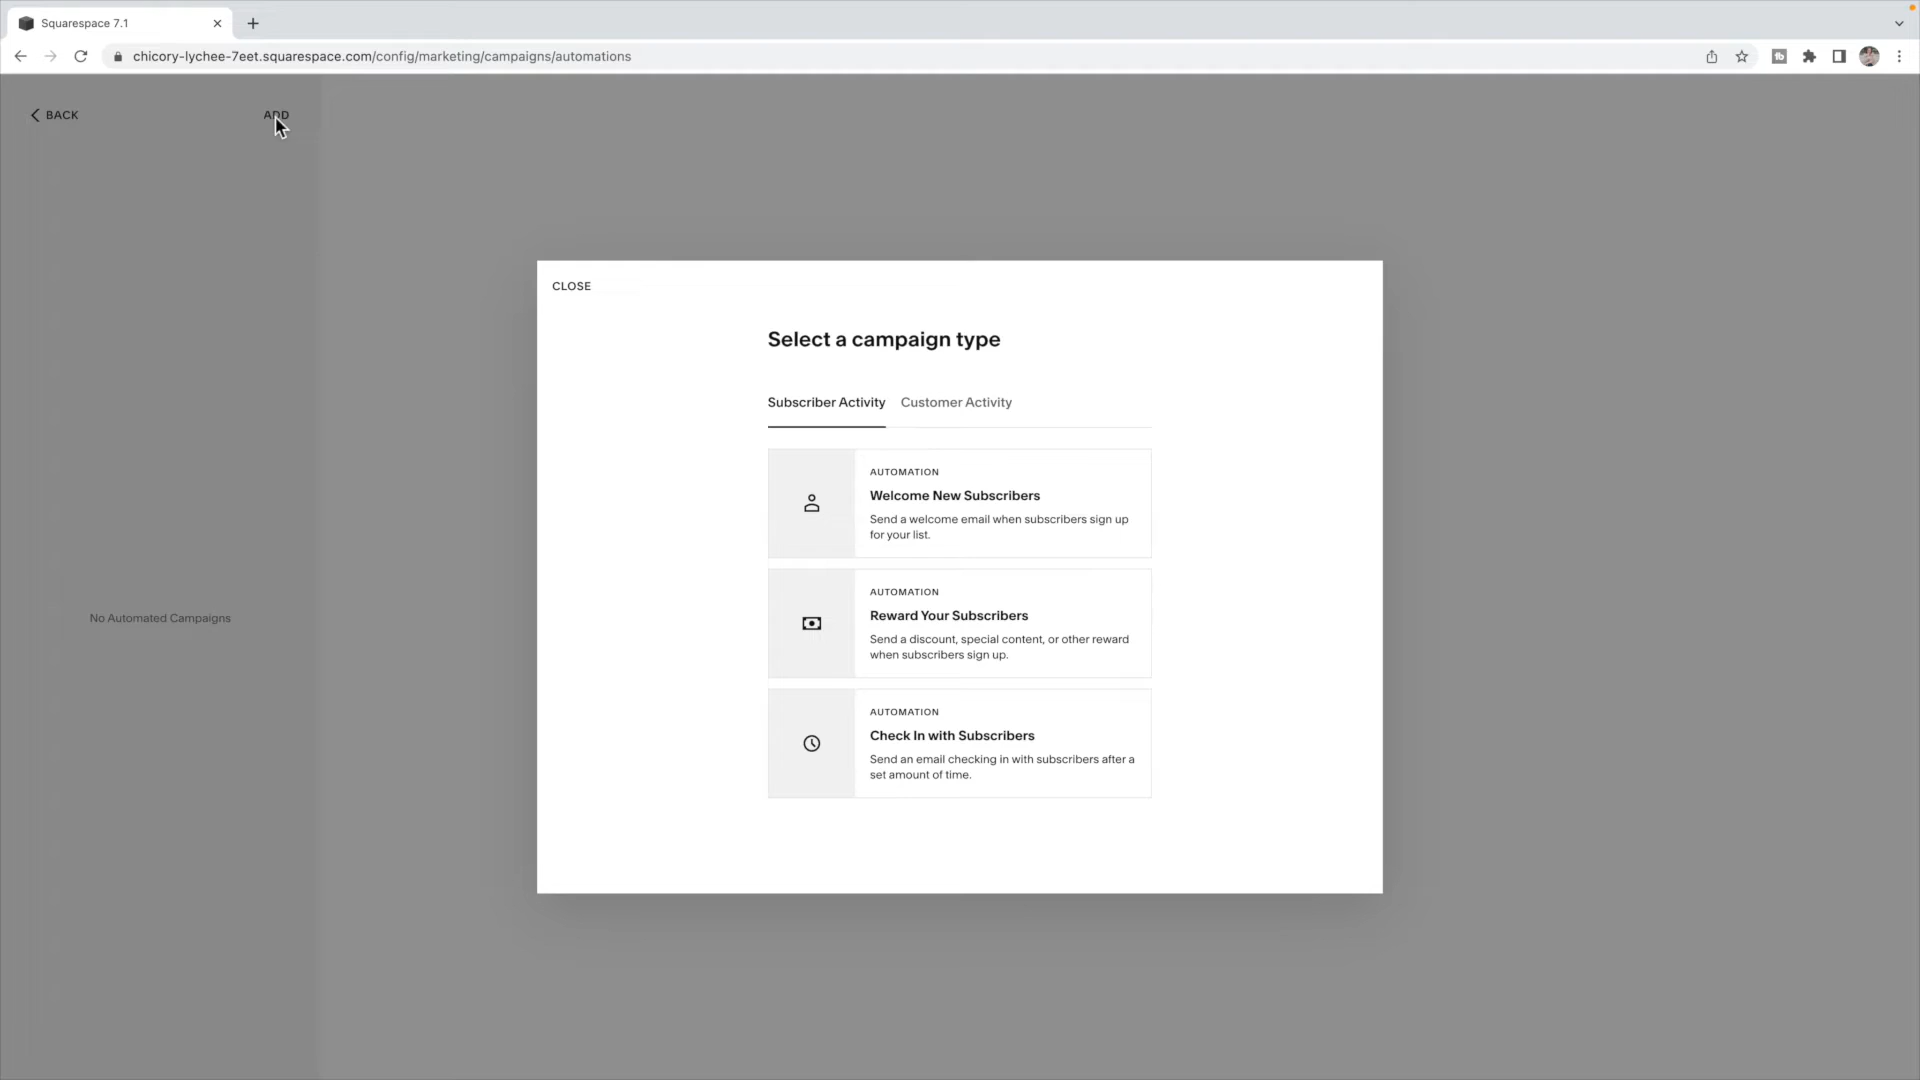 Squarespace 7.1
chicory-lychee-7eet.squarespace.com/config/marketing/campaigns/automations
BACK
ADD
CLOSE
Select a campaign type
Subscriber Activity
Customer Activity
AUTOMATION
Welcome New Subscribers
Send a welcome email when subscribers sign up
for your list.
AUTOMATION
Reward Your Subscribers
Send a discount, special content, or other reward
when subscribers sign up.
No Automated Campaigns
AUTOMATION
Check In with Subscribers
Send an email checking in with subscribers after a
set amount of time.